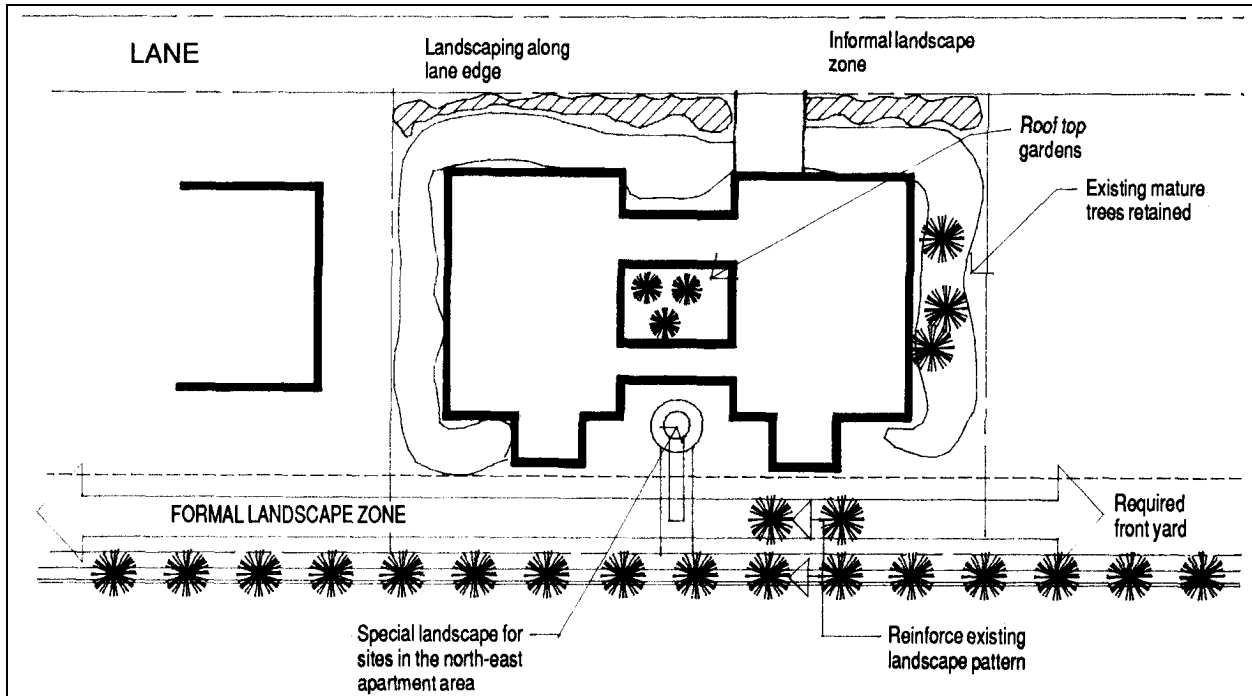 LANE
Landscaping along
lane edge
Informal landscape
zone
Roof top
gardens
Existing mature
trees retained
FORMAL LANDSCAPE ZONE
Required
front yard
Special landscape for
sites in the north-east
apartment area
Reinforce existing
landscape pattern